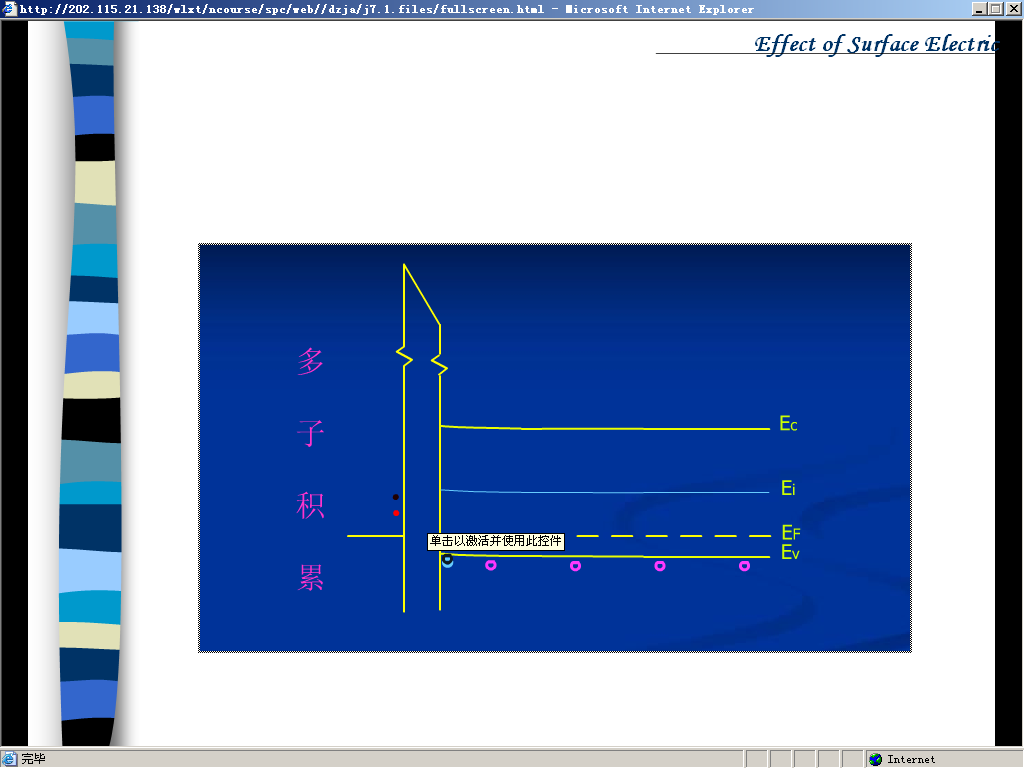 http://202.115.21.138/wlxt/ncourse/spc/web//dzja/j7.1.files/fullscreen.html - Microsoft Internet Explorer
Effect of Surface Electric
多
子
积
累
Ec
Ei
EF
Ev
单击以激活并使用此控件
完毕
Internet